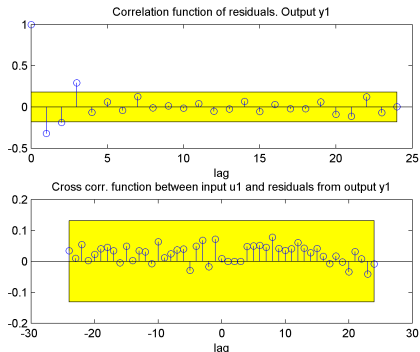 Correlation function of residuals. Output y1
1
0.5
0
-0.5
0 5 10 15 20 25
lag
Cross corr. function between input u1 and residuals from output y1
0.2
0.1
0
-0.1
-0.2
-30 -20 -10 0 10 20 30
lag